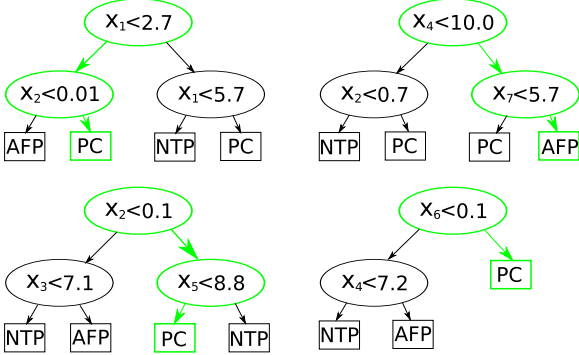 x₁<2.7 x₄<10.0
x₂<0.01 x₁<5.7 x₂<0.7 x₇<5.7
AFP PC NTP PC NTP PC PC AFP
x₂<0.1 x₆<0.1
x₃<7.1 x₅<8.8 x₄<7.2 PC
NTP AFP PC NTP NTP AFP